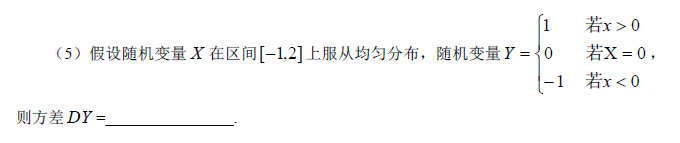 （5）假设随机变量 X 在区间[−1,2]上服从均匀分布，随机变量 Y = { 1 若x > 0
0 若X = 0 ，
−1 若x < 0
则方差DY =________________.